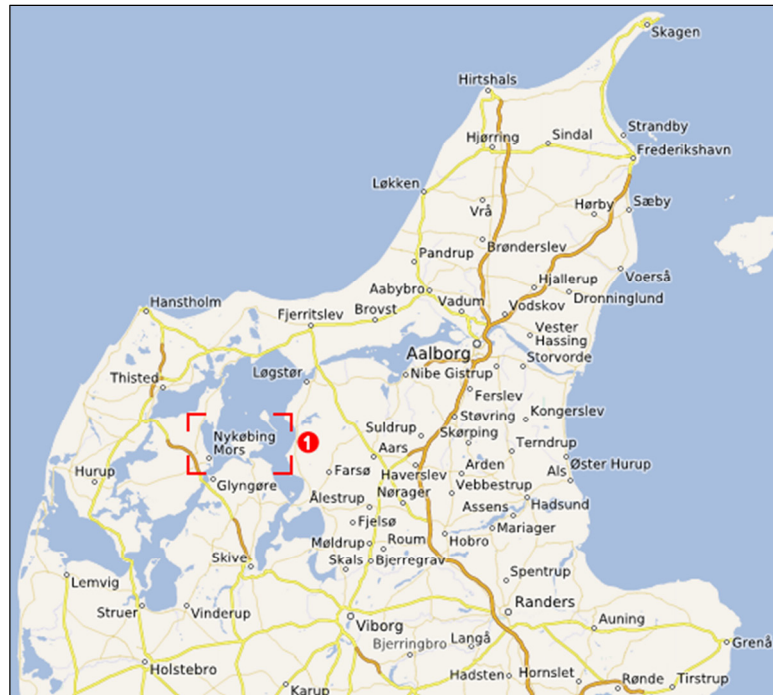 Skagen
Hirtshals
Strandby
Hjørring
Sindal
Frederikshavn
Løkken
Vrå
Hørby
Sæby
Brønderslev
Pandrup
Voerså
Hjallerup
Aabybro
Dronninglund
Hanstholm
Fjerritslev
Brovst
Vadum
Vodskov
Vester
Hassing
Aalborg
Storvorde
Thisted
Løgstør
Nibe
Gistrup
Ferslev
Støvring
Kongerslev
Suldrup
Skørping
Nykøbing
Mors
1
Aars
Terndrup
Øster Hurup
Haverslev
Arden
Als
Hurup
Glyngøre
Farsø
Vebbestrup
Ålestrup
Nørager
Hadsund
Assens
Fjelsø
Mariager
Møldrup
Roum
Hobro
Skive
Skals
Bjerregrav
Lemvig
Spentrup
Struer
Vinderup
Randers
Viborg
Auning
Bjerringbro
Langå
Grenå
Holstebro
Hadsten
Hornslet
Rønde
Tirstrup
Karup